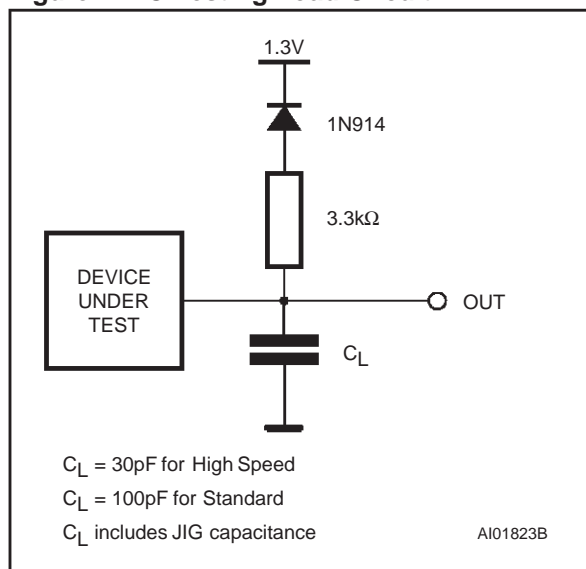 1.3V
1N914
3.3kΩ
DEVICE
UNDER
TEST
OUT
CL
CL = 30pF for High Speed
CL = 100pF for Standard
CL includes JIG capacitance
AI01823B